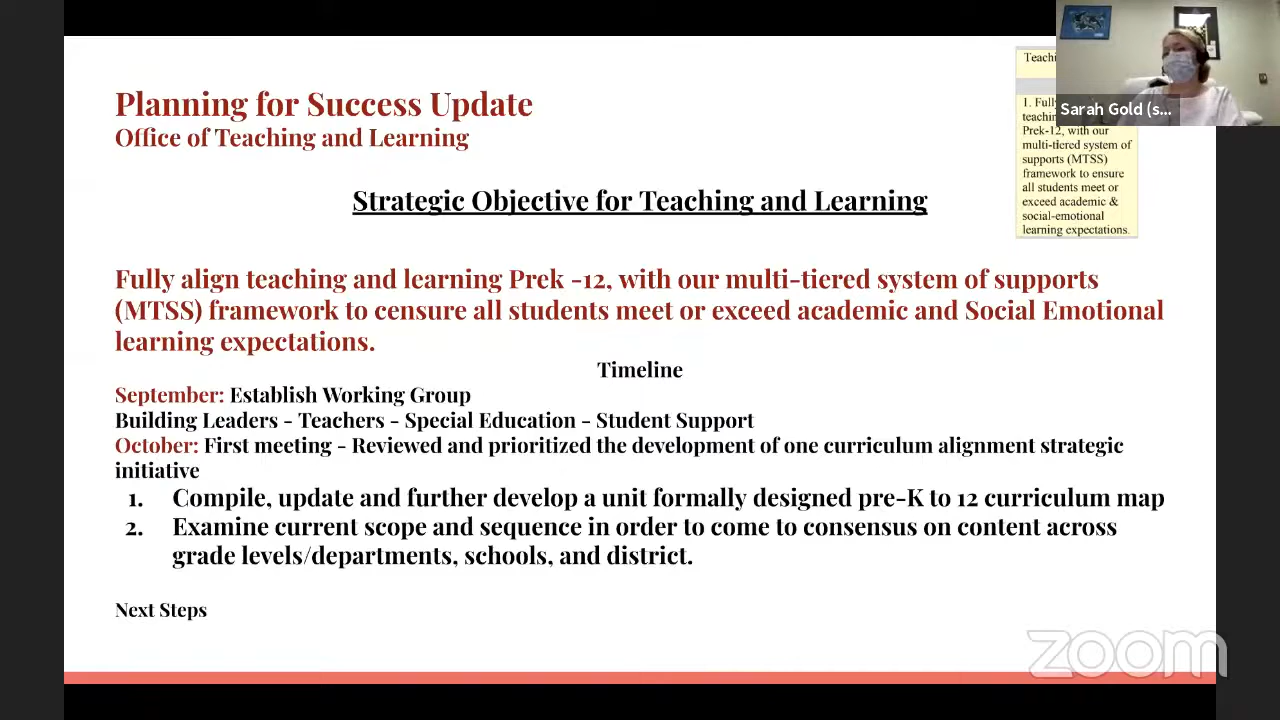 Planning for Success Update
Office of Teaching and Learning
Strategic Objective for Teaching and Learning
Fully align teaching and learning Prek -12, with our multi-tiered system of supports
(MTSS) framework to censure all students meet or exceed academic and Social Emotional
learning expectations.
Timeline
September: Establish Working Group
Building Leaders - Teachers - Special Education - Student Support
October: First meeting - Reviewed and prioritized the development of one curriculum alignment strategic
initiative
1. Compile, update and further develop a unit formally designed pre-K to 12 curriculum map
2. Examine current scope and sequence in order to come to consensus on content across
grade levels/departments, schools, and district.
Next Steps
1.
Prek-12, with our
multi-tiered system of
supports (MTSS)
framework to ensure
all students meet or
exceed academic &
social-emotional
learning expectations.
Sarah Gold (s...
zoom